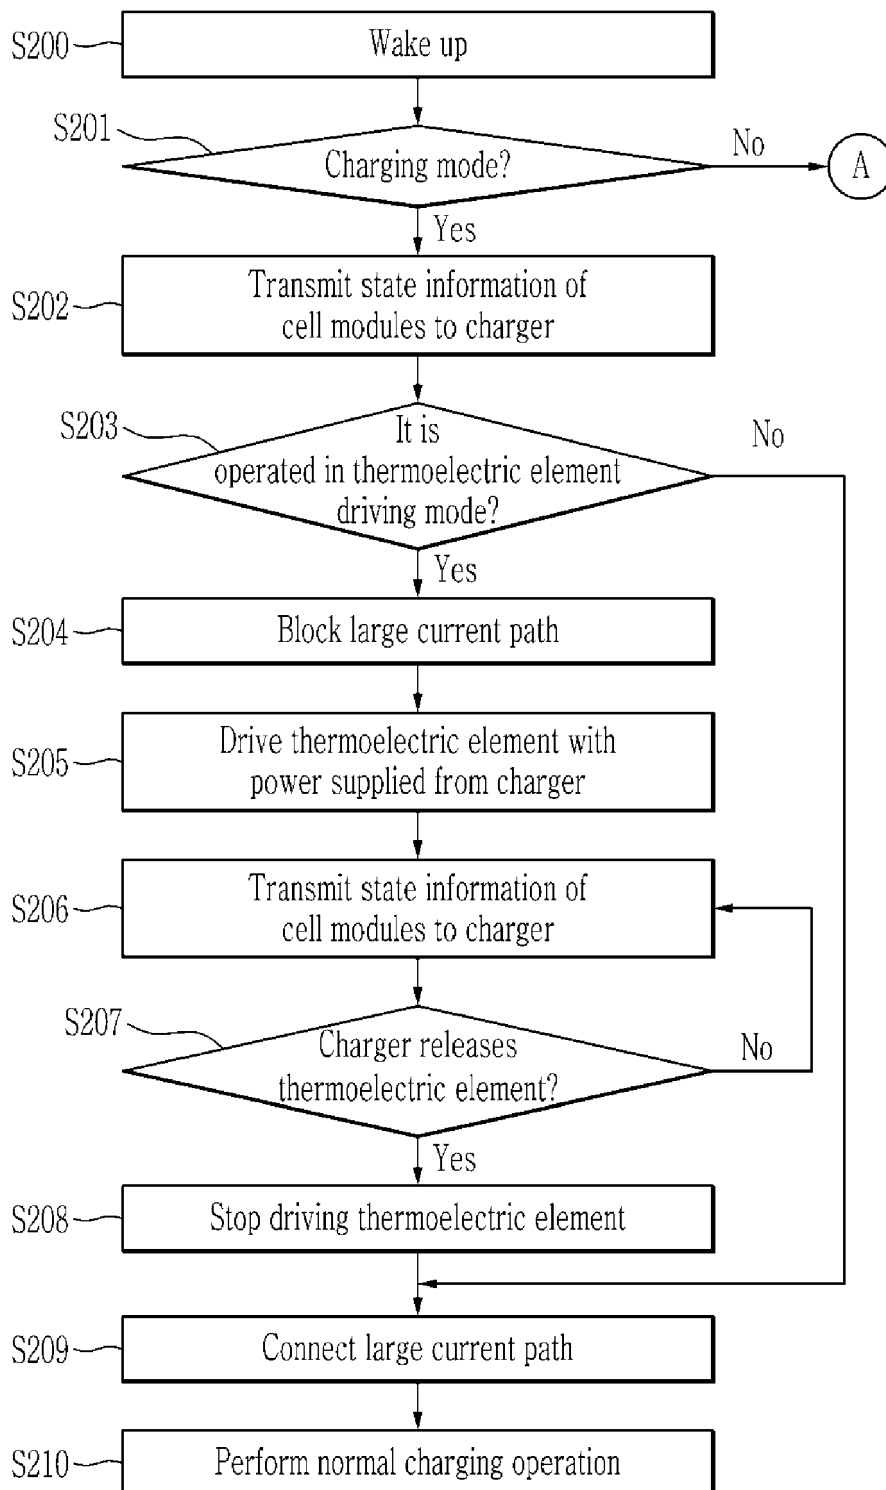 S200
Wake up
S201
Charging mode?
No
A
Yes
S202
Transmit state information of
cell modules to charger
S203
It is
operated in thermoelectric element
driving mode?
No
Yes
S204
Block large current path
S205
Drive thermoelectric element with
power supplied from charger
S206
Transmit state information of
cell modules to charger
S207
Charger releases
thermoelectric element?
No
Yes
S208
Stop driving thermoelectric element
S209
Connect large current path
S210
Perform normal charging operation